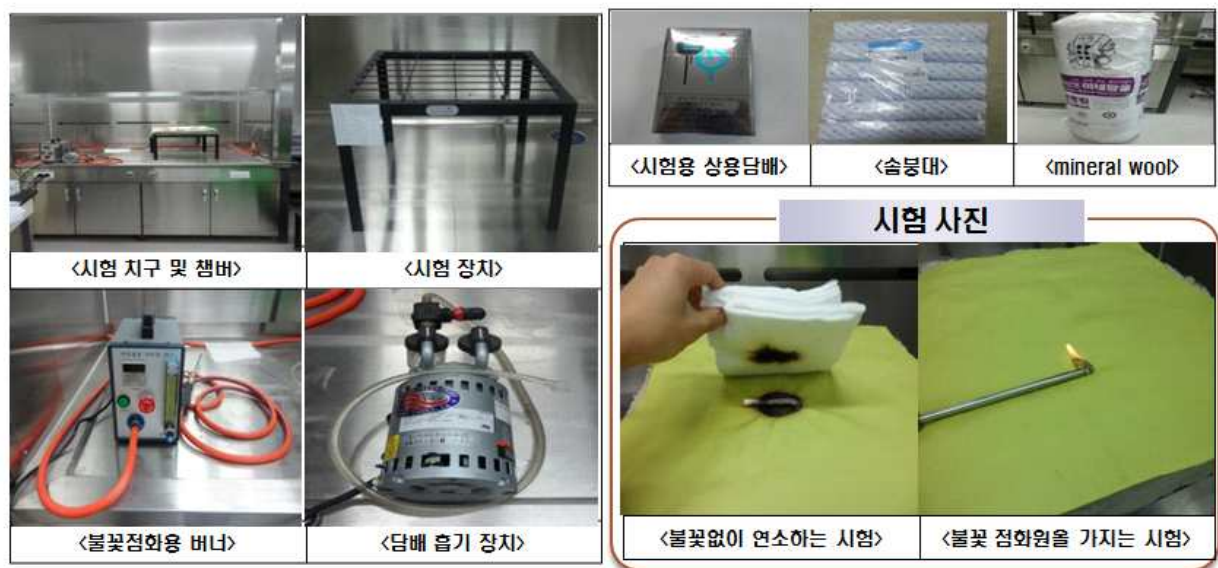 <시험 치구 및 챔버>
<시험 장치>
<시험용 상용담배>
<솜붕대>
<mineral wool>
시험 사진
<불꽃점화용 버너>
<담배 흡기 장치>
<불꽃없이 연소하는 시험>
<불꽃 점화원을 가지는 시험>